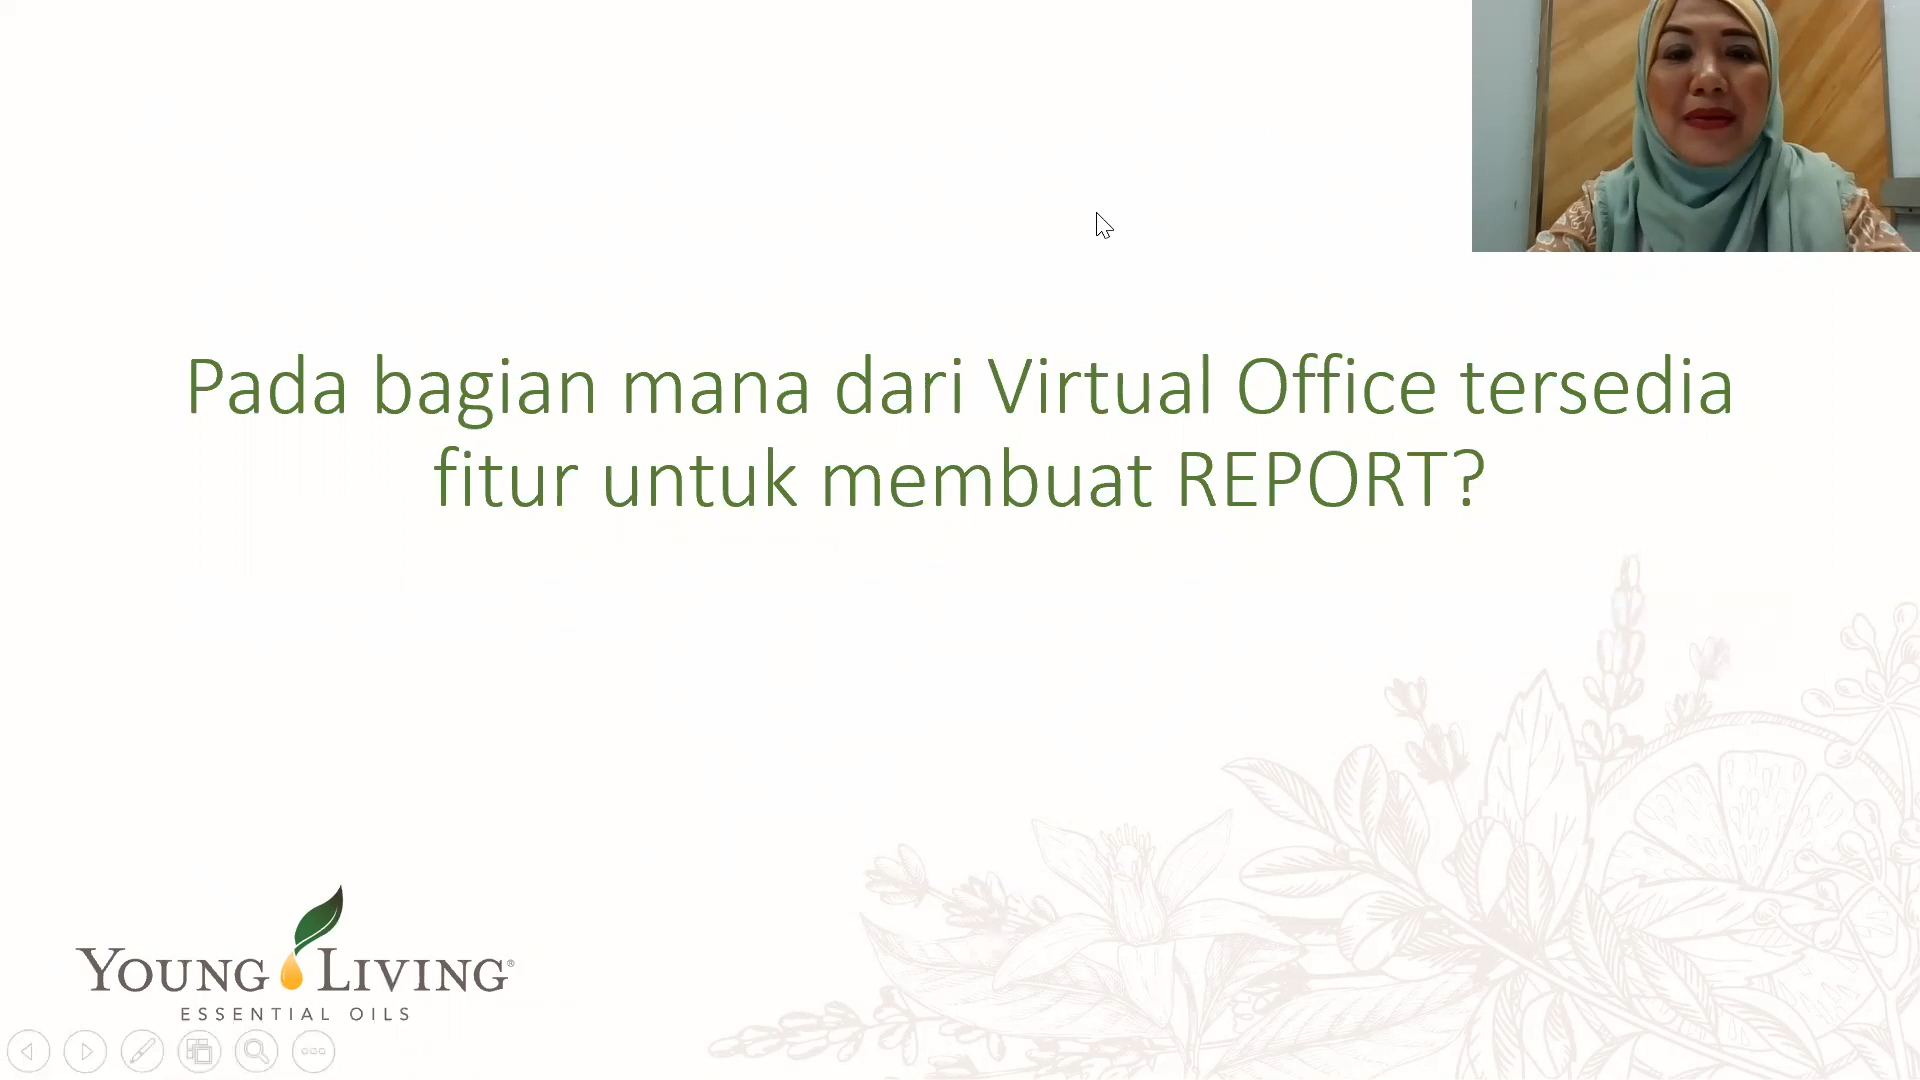 Pada bagian mana dari Virtual Office tersedia
fitur untuk membuat REPORT?
YOUNG LIVING®
ESSENTIAL OILS